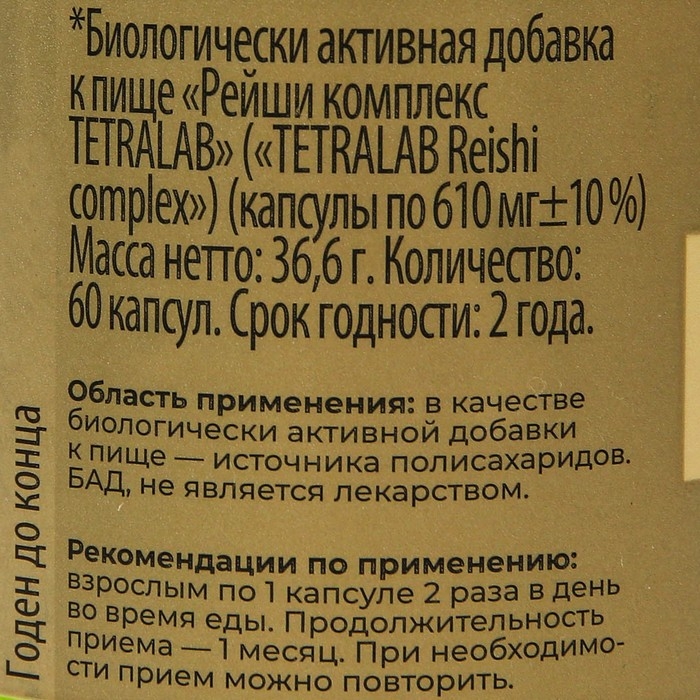 *Биологически активная добавка
к пище «Рейши комплекс
TETRALAB» («TETRALAB Reishi
complex») (капсулы по 610 мг±10%)
Масса нетто: 36,6 г. Количество:
60 капсул. Срок годности: 2 года.
Область применения: в качестве
биологически активной добавки
к пище — источника полисахаридов.
БАД, не является лекарством.
Рекомендации по применению:
взрослым по 1 капсуле 2 раза в день
во время еды. Продолжительность
приема — 1 месяц. При необходимо-
сти прием можно повторить.
Годен до конца